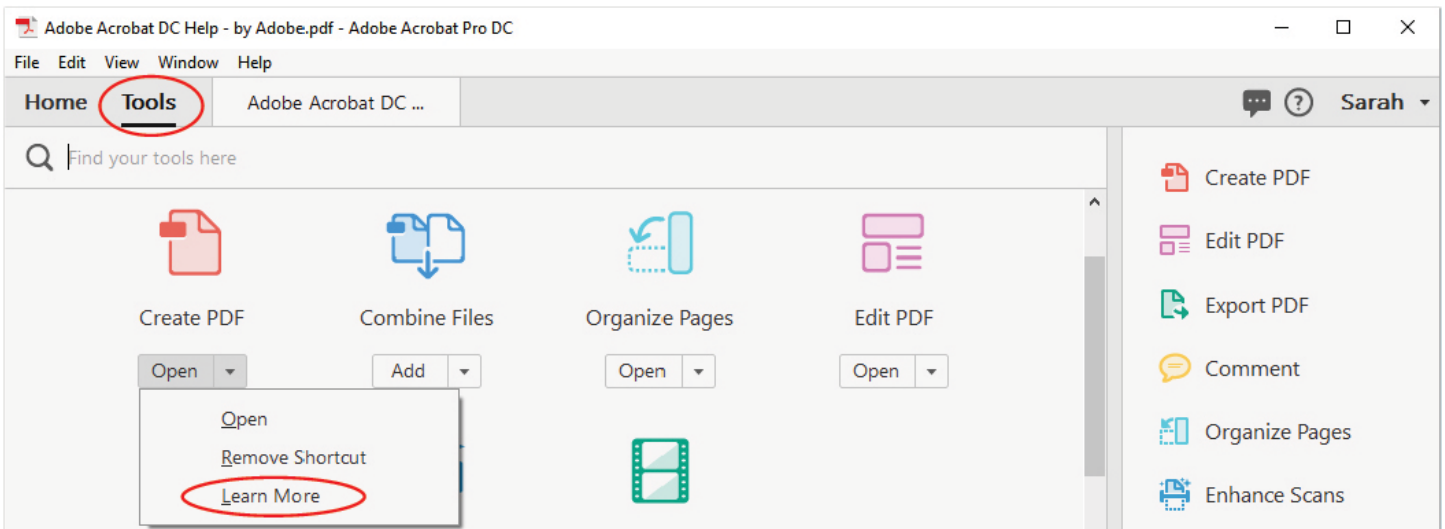 Adobe Acrobat DC Help - by Adobe.pdf - Adobe Acrobat Pro DC
File Edit View Window Help
Home Tools Adobe Acrobat DC ... Sarah
Find your tools here
Create PDF Combine Files Organize Pages Edit PDF
Open Add Open Open
Open
Remove Shortcut
Learn More
Create PDF
Edit PDF
Export PDF
Comment
Organize Pages
Enhance Scans